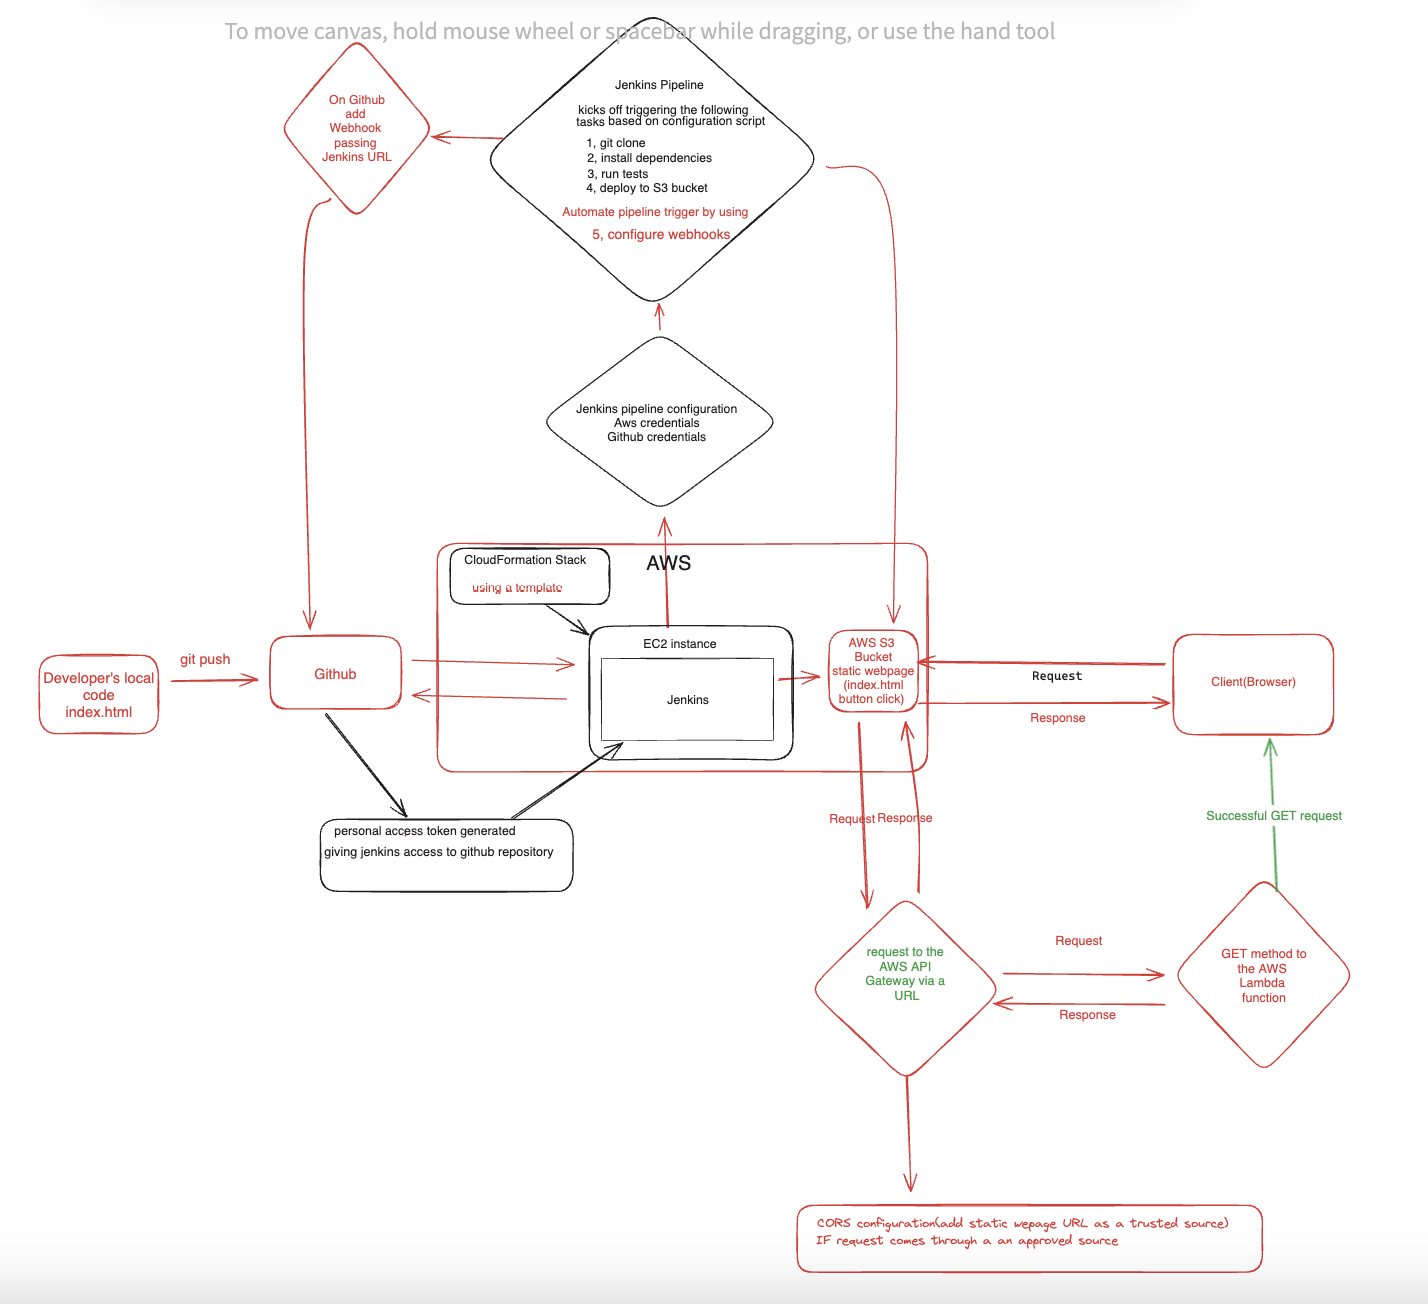 To move canvas, hold mouse wheel or spacebar while dragging, or use the hand tool
On Github
add
Webhook
passing
Jenkins URL
Jenkins Pipeline
kicks off triggering the following
tasks based on configuration script
1, git clone
2, install dependencies
3, run tests
4, deploy to S3 bucket
Automate pipeline trigger by using
5, configure webhooks
Jenkins pipeline configuration
Aws credentials
Github credentials
AWS
CloudFormation Stack
using a template
EC2 instance
Jenkins
AWS S3
Bucket
static webpage
(index.html
button click)
Developer's local
code
index.html
git push
Github
Request
Response
Client(Browser)
personal access token generated
giving jenkins access to github repository
Request
Response
Successful GET request
request to the
AWS API
Gateway via a
URL
Request
Response
GET method to
the AWS
Lambda
function
CORS configuration(add static wepage URL as a trusted source)
IF request comes through a an approved source